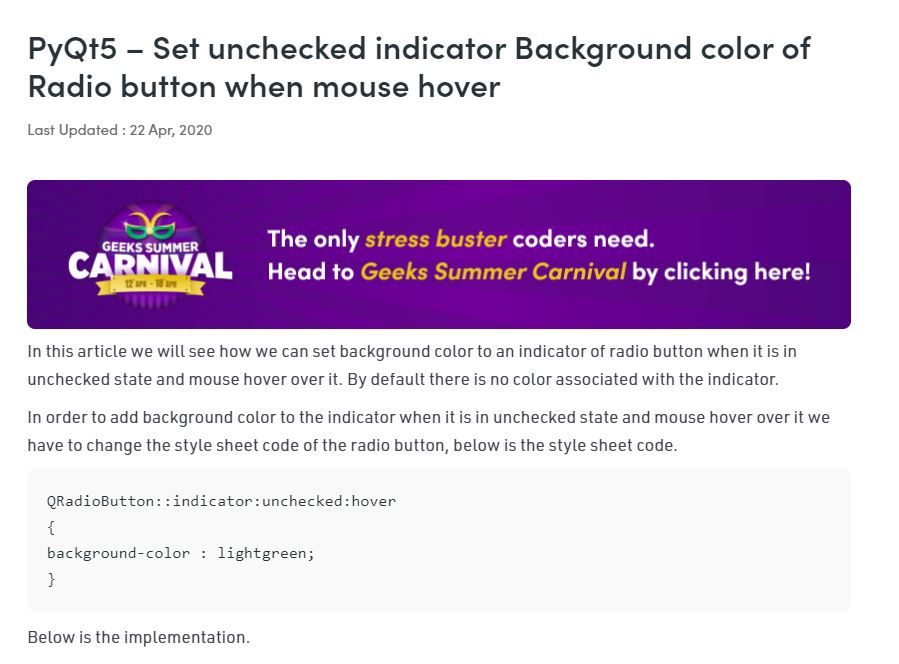 PyQt5 – Set unchecked indicator Background color of
Radio button when mouse hover
Last Updated : 22 Apr, 2020
GEEKS SUMMER
CARNIVAL
12 APR - 18 APR
The only stress buster coders need.
Head to Geeks Summer Carnival by clicking here!
In this article we will see how we can set background color to an indicator of radio button when it is in
unchecked state and mouse hover over it. By default there is no color associated with the indicator.
In order to add background color to the indicator when it is in unchecked state and mouse hover over it we
have to change the style sheet code of the radio button, below is the style sheet code.
QRadioButton::indicator:unchecked:hover
{
background-color : lightgreen;
}
Below is the implementation.